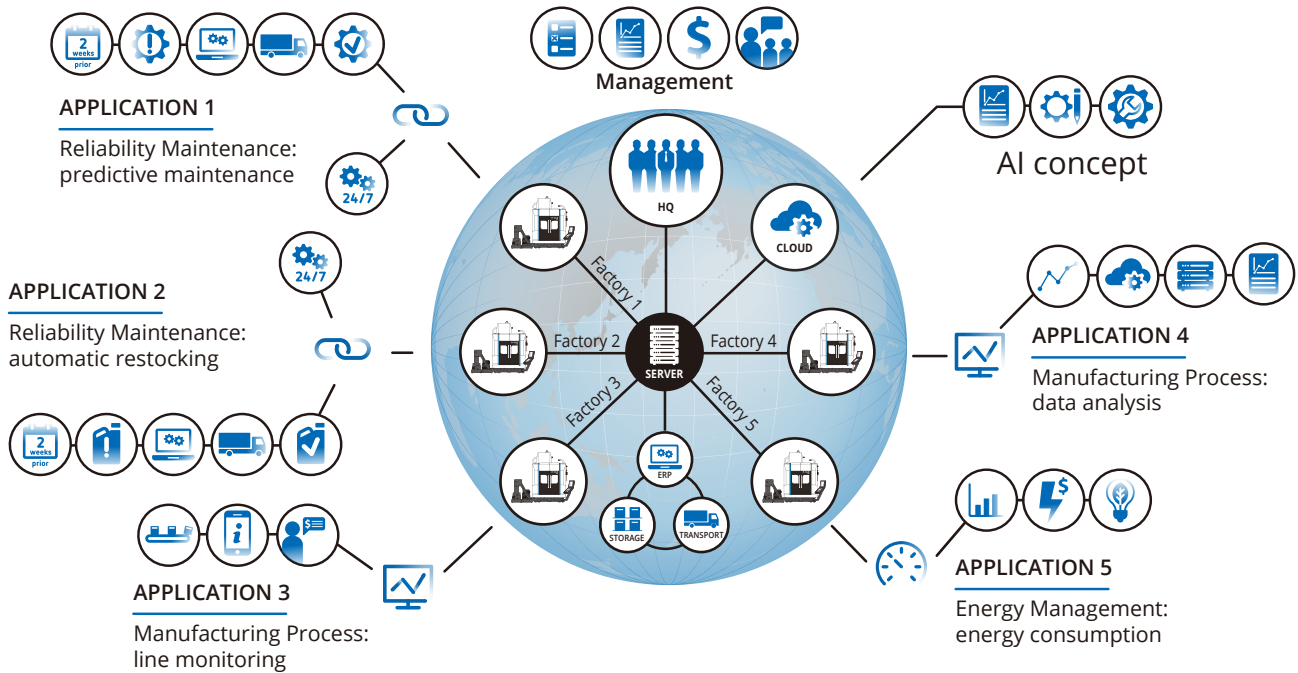 2
weeks
prior
APPLICATION 1
Reliability Maintenance:
predictive maintenance
24/7
Management
AI concept
HQ
CLOUD
Factory 1
24/7
APPLICATION 2
Reliability Maintenance:
automatic restocking
2
weeks
prior
Factory 2
SERVER
Factory 4
Factory 3
Factory 5
ERP
STORAGE
TRANSPORT
$
APPLICATION 4
Manufacturing Process:
data analysis
i
$
APPLICATION 3
Manufacturing Process:
line monitoring
$
APPLICATION 5
Energy Management:
energy consumption